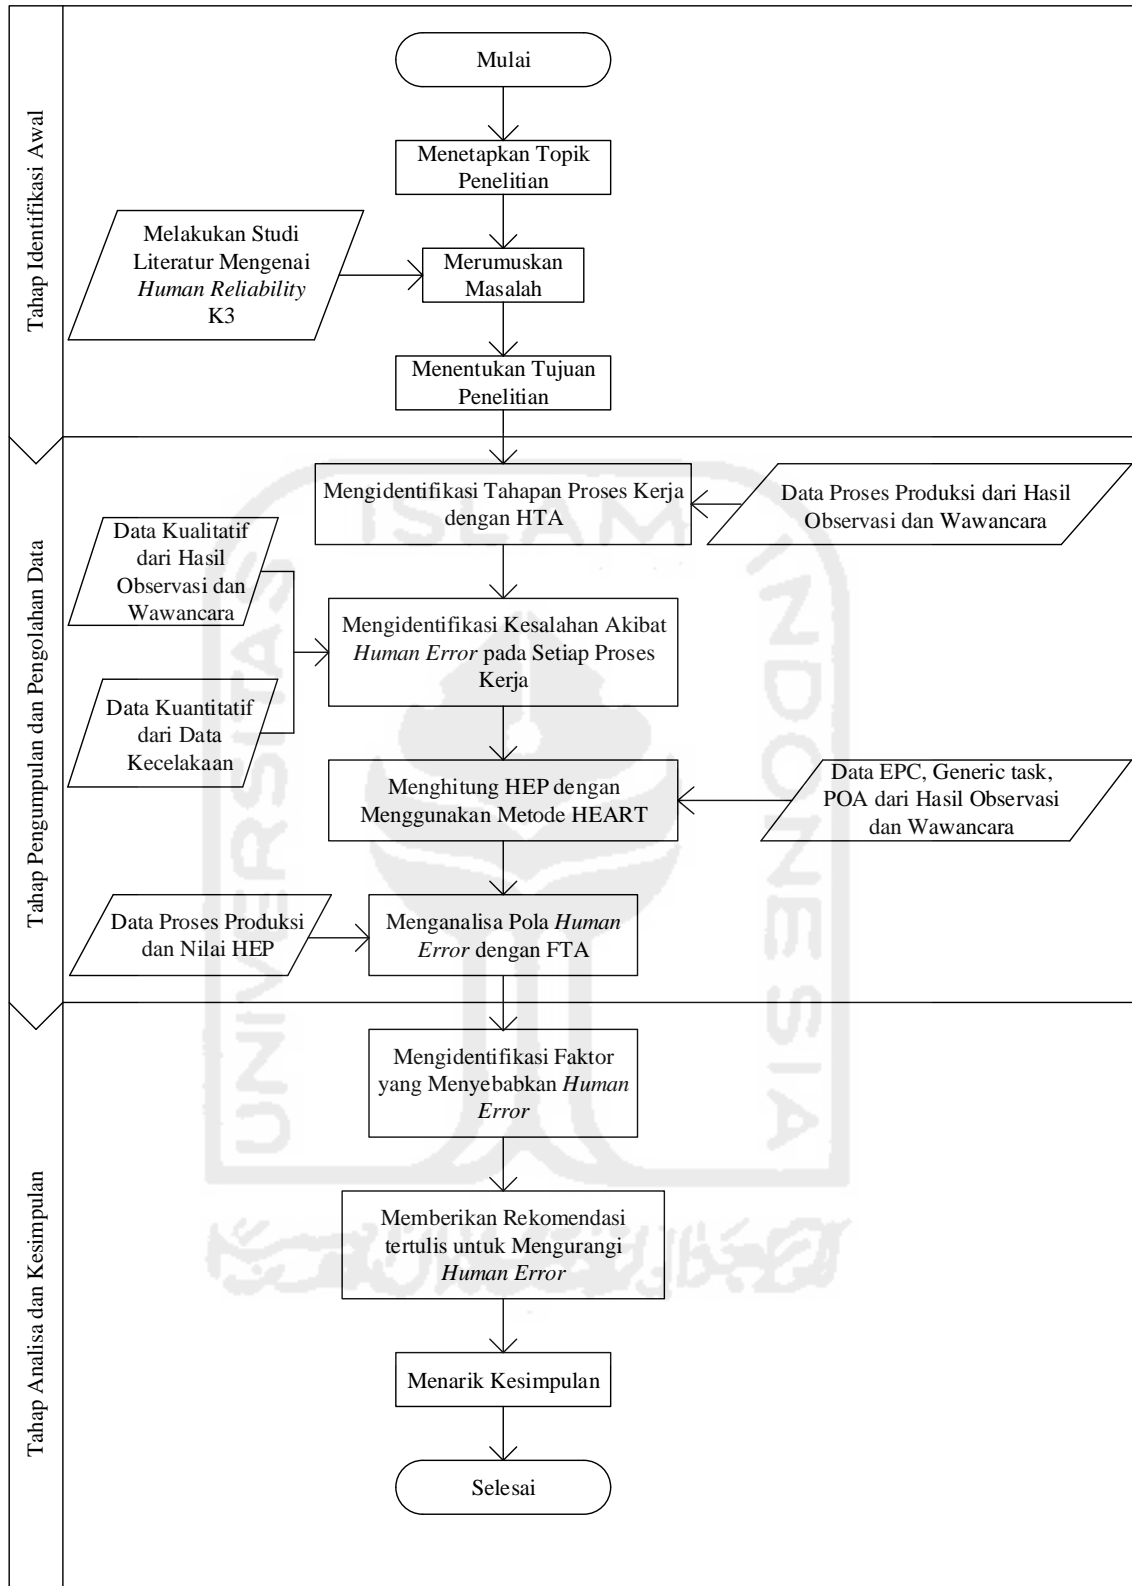 Tahap Identifikasi Awal
Mulai
Menetapkan Topik
Penelitian
Melakukan Studi
Literatur Mengenai
Human Reliability
K3
Merumuskan
Masalah
Menentukan Tujuan
Penelitian
Tahap Pengumpulan dan Pengolahan Data
Mengidentifikasi Tahapan Proses Kerja
dengan HTA
Data Proses Produksi dari Hasil
Observasi dan Wawancara
Data Kualitatif
dari Hasil
Observasi dan
Wawancara
Mengidentifikasi Kesalahan Akibat
Human Error pada Setiap Proses
Kerja
Data Kuantitatif
dari Data
Kecelakaan
Menghitung HEP dengan
Menggunakan Metode HEART
Data EPC, Generic task,
POA dari Hasil Observasi
dan Wawancara
Data Proses Produksi
dan Nilai HEP
Menganalisa Pola Human
Error dengan FTA
Tahap Analisa dan Kesimpulan
Mengidentifikasi Faktor
yang Menyebabkan Human
Error
Memberikan Rekomendasi
tertulis untuk Mengurangi
Human Error
Menarik Kesimpulan
Selesai
UNIVERSITAS
ISLAM
INDONESIA